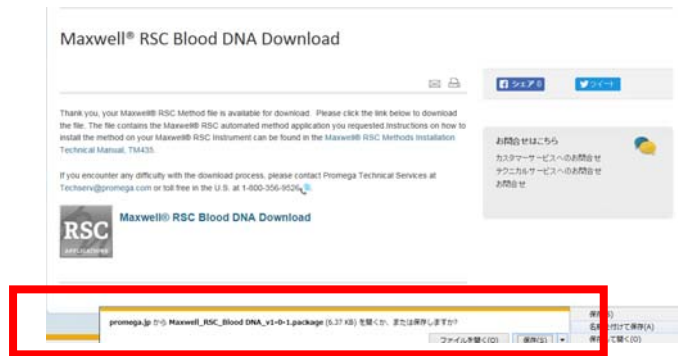 Maxwell® RSC Blood DNA Download
シェア 0
ツイート
Thank you, your Maxwell® RSC Method file is available for download. Please click the link below to download
the file. The file contains the Maxwell® RSC automated method application you requested.Instructions on how to
install the method on your Maxwell® RSC Instrument can be found in the Maxwell® RSC Methods Installation
Technical Manual, TM435.
If you encounter any difficulty with the download process, please contact Promega Technical Services at
Techserv@promega.com or toll free in the U.S. at 1-800-356-9526
お問合せはこちら
カスタマーサービスへのお問合せ
テクニカルサービスへのお問合せ
お問合せ
RSC
APPLICATIONS
Maxwell® RSC Blood DNA Download
promega.jp から Maxwell_RSC_Blood DNA_v1-0-1.package (6.37 KB) を開くか、または保存しますか?
ファイルを開く(O)
保存(S)
保存(S)
名前を付けて保存(A)
保存して開く(O)